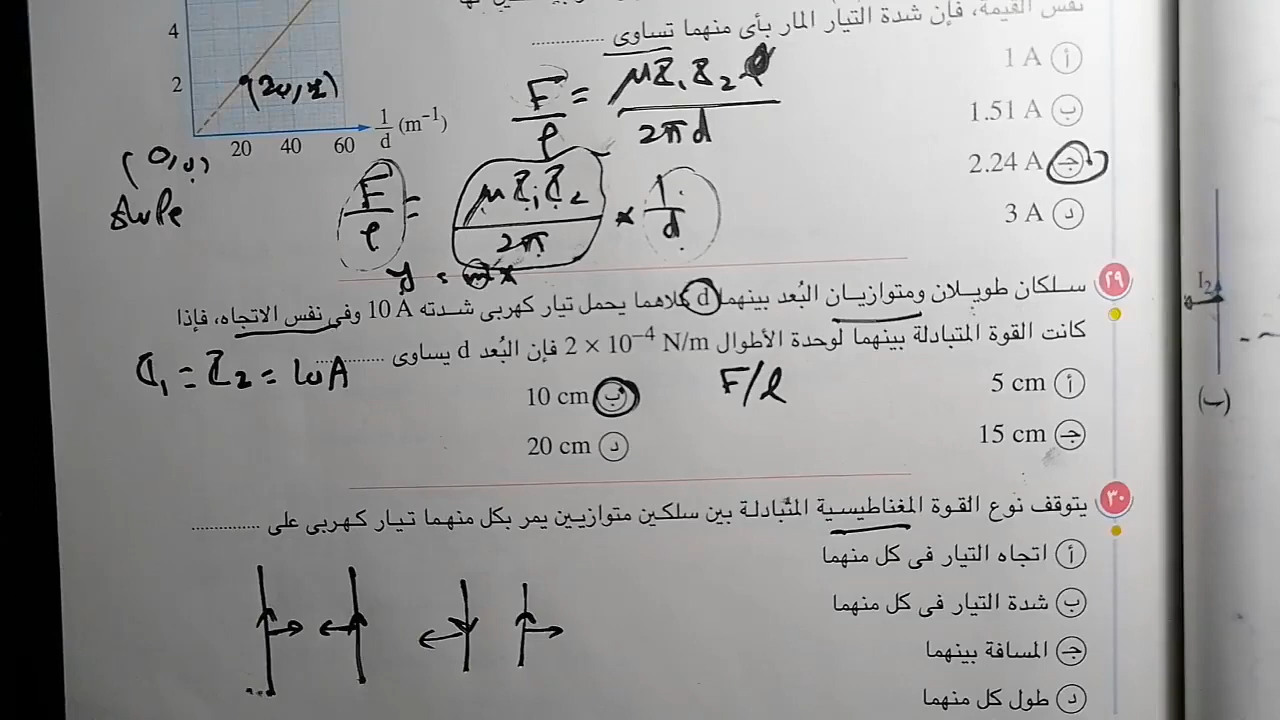 نفس القيمة، فإن شدة التيار المار بأى منهما تساوى ...............
أ 1 A
ب 1.51 A
ج 2.24 A
د 3 A
4
2
20 40 60
1/d (m⁻¹)
(0,0)
slope
F/ℓ = μI₁I₂ℓ / 2πd
F/ℓ = μI₁I₂ / 2π × 1/d
y = m x
٢٩ سلكان طويلان ومتوازيان البُعد بينهما d كلاهما يحمل تيار كهربى شدته 10 A وفى نفس الاتجاه، فإذا
كانت القوة المتبادلة بينهما لوحدة الأطوال 2 × 10⁻⁴ N/m فإن البُعد d يساوى ...............
I₁ = I₂ = 10 A
F/ℓ
أ 5 cm
ب 10 cm
ج 15 cm
د 20 cm
٣٠ يتوقف نوع القوة المغناطيسية المتبادلة بين سلكين متوازيين يمر بكل منهما تيار كهربى على ...............
أ اتجاه التيار فى كل منهما
ب شدة التيار فى كل منهما
ج المسافة بينهما
د طول كل منهما
I₂
(ب)